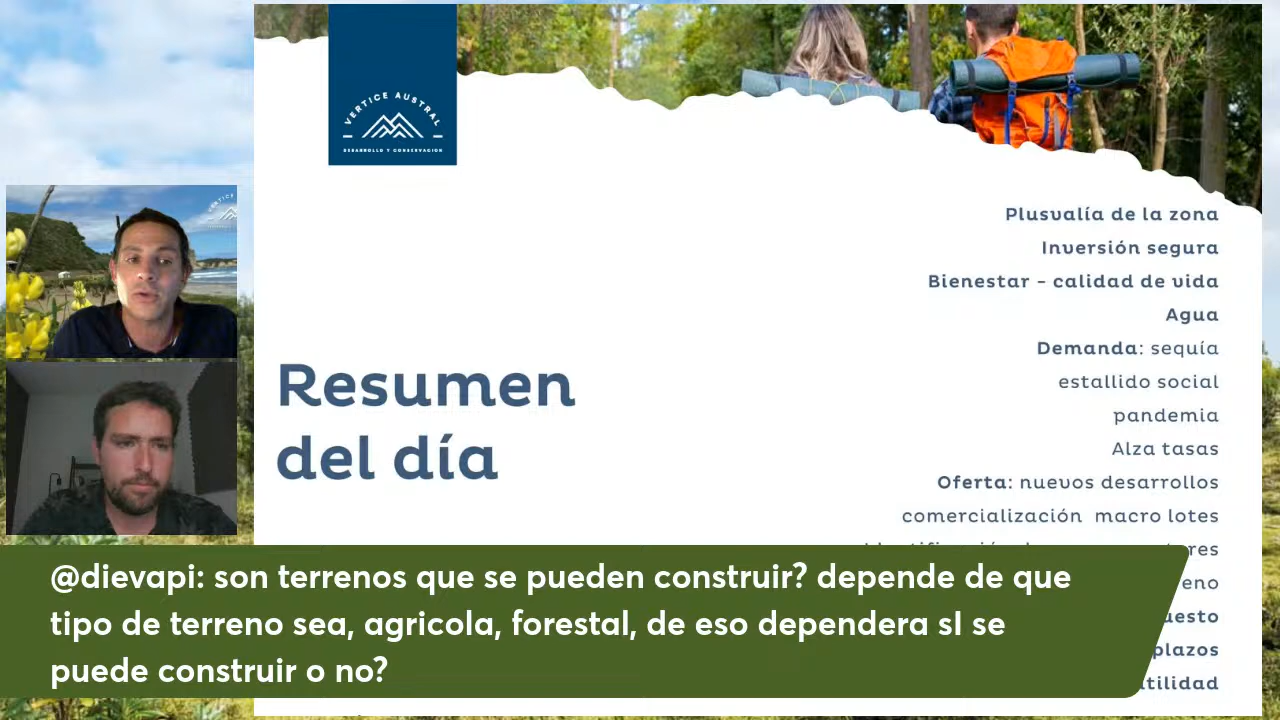 VERTICE AUSTRAL
DESARROLLO Y CONSERVACION
Plusvalía de la zona
Inversión segura
Bienestar - calidad de vida
Agua
Demanda: sequía
estallido social
pandemia
Alza tasas
Oferta: nuevos desarrollos
comercialización macro lotes
Resumen
del día
@dievapi: son terrenos que se pueden construir? depende de que
tipo de terreno sea, agricola, forestal, de eso dependera sI se
puede construir o no?
plazos